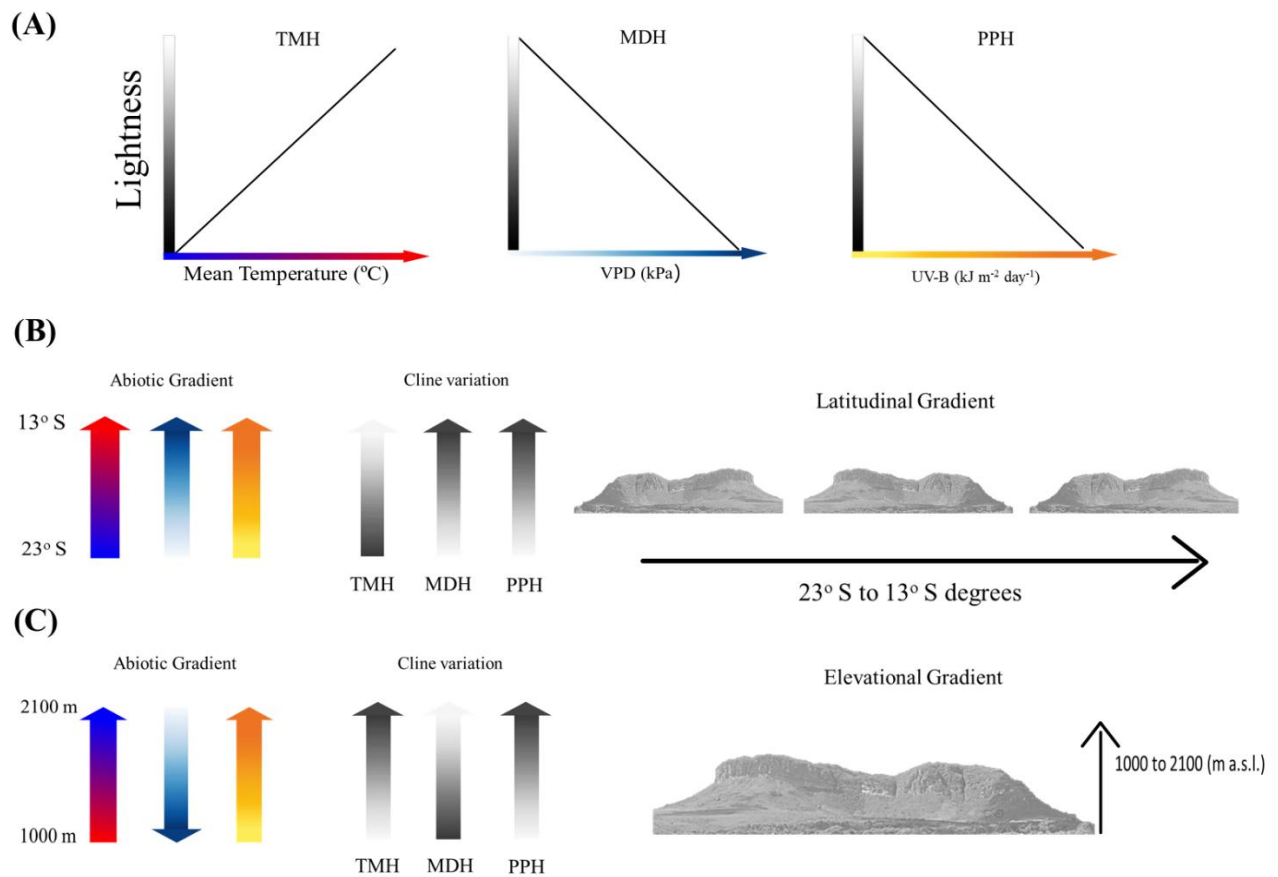 (A)
TMH
MDH
PPH
Lightness
Mean Temperature (ºC)
VPD (kPa)
UV-B (kJ m⁻² day⁻¹)
(B)
Abiotic Gradient
Cline variation
Latitudinal Gradient
13º S
23º S
TMH
MDH
PPH
23º S to 13º S degrees
(C)
Abiotic Gradient
Cline variation
Elevational Gradient
2100 m
1000 m
1000 to 2100 (m a.s.l.)
TMH
MDH
PPH